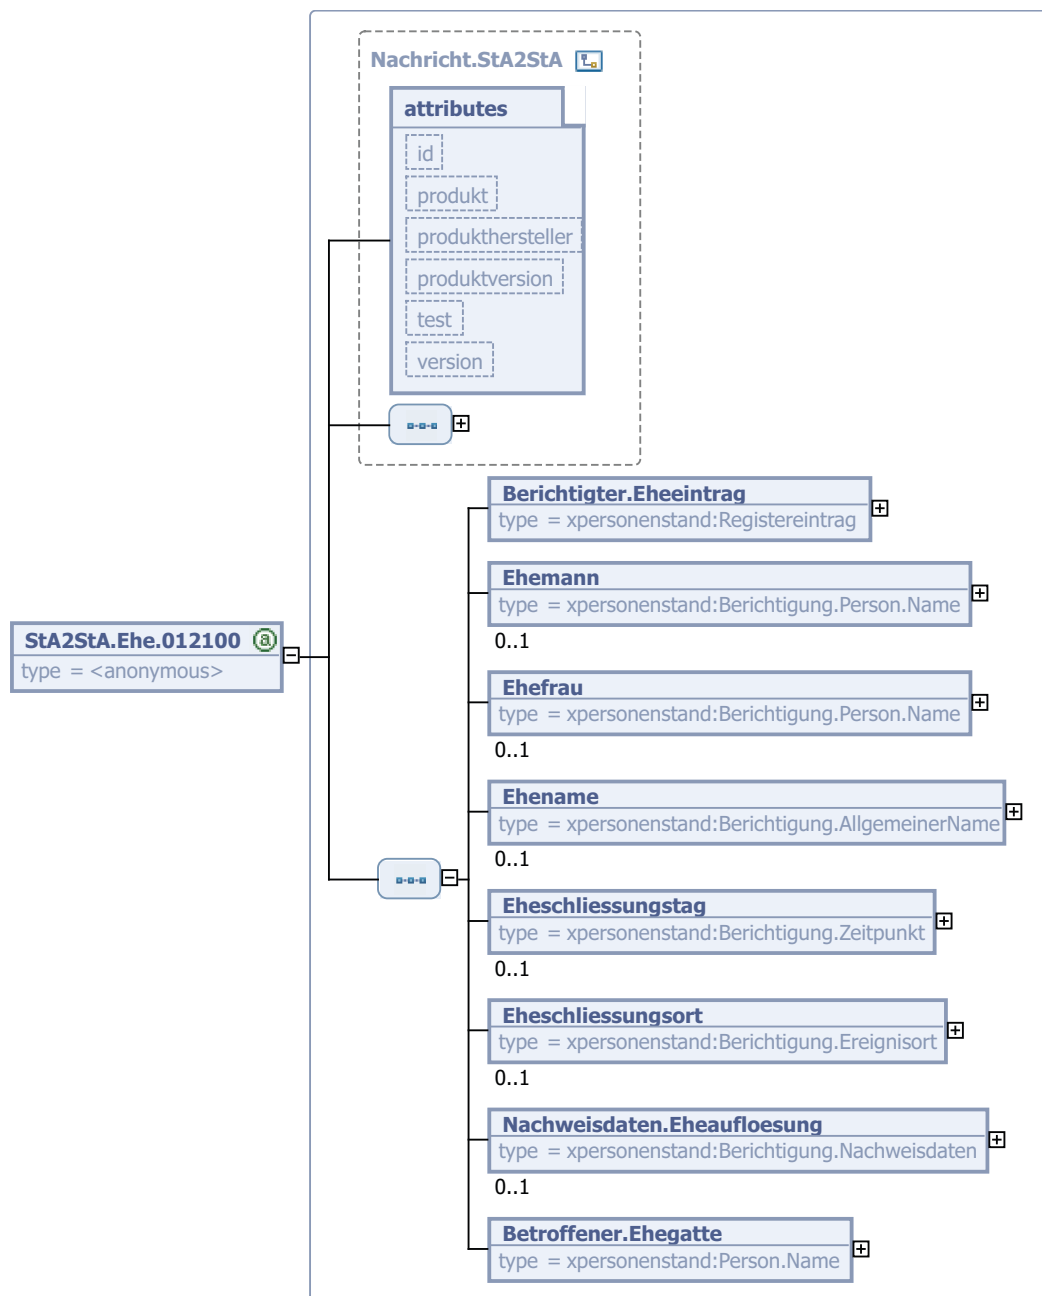 Nachricht.StA2StA
attributes
id
produkt
produkthersteller
produktversion
test
version
Berichtigter.Eheeintrag
type = xpersonenstand:Registereintrag
Ehemann
type = xpersonenstand:Berichtigung.Person.Name
0..1
StA2StA.Ehe.012100 @
type = <anonymous>
Ehefrau
type = xpersonenstand:Berichtigung.Person.Name
0..1
Ehename
type = xpersonenstand:Berichtigung.AllgemeinerName
0..1
Eheschliessungstag
type = xpersonenstand:Berichtigung.Zeitpunkt
0..1
Eheschliessungsort
type = xpersonenstand:Berichtigung.Ereignisort
0..1
Nachweisdaten.Eheaufloesung
type = xpersonenstand:Berichtigung.Nachweisdaten
0..1
Betroffener.Ehegatte
type = xpersonenstand:Person.Name